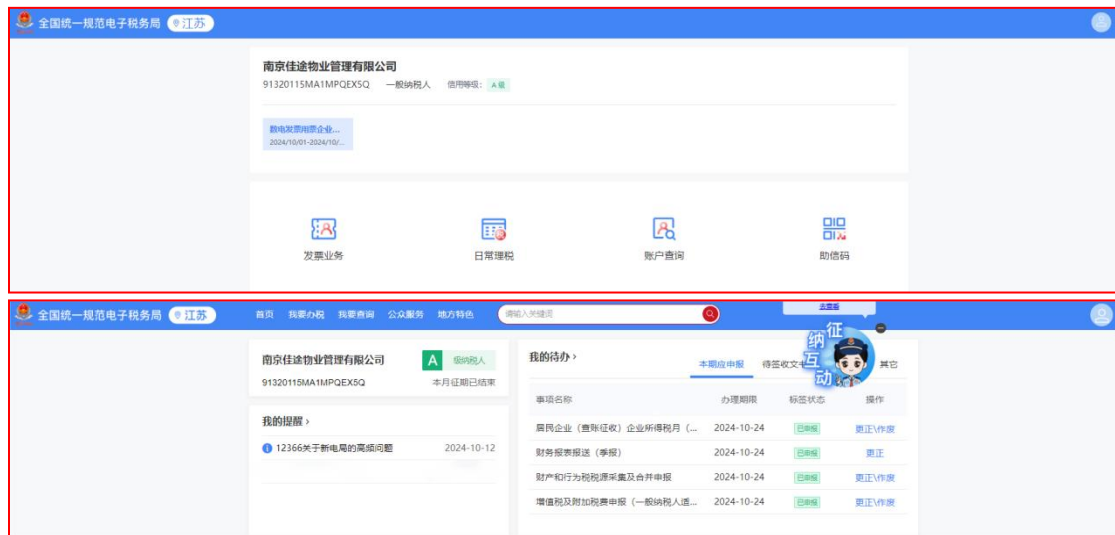 全国统一规范电子税务局 江苏
南京佳途物业管理有限公司
91320115MA1MPQEX5Q 一般纳税人 信用等级: A 级
数电发票用票企业...
2024/10/01-2024/10/...
发票业务 日常理税 账户查询 助信码
全国统一规范电子税务局 江苏 首页 我要办税 我要查询 公众服务 地方特色 请输入关键词 去查看
征纳互动
南京佳途物业管理有限公司 A 级纳税人
91320115MA1MPQEX5Q 本月征期已结束
我的提醒 ›
12366关于新电局的高频问题 2024-10-12
我的待办 › 本期应申报 待签收文书 其它
事项名称 办理期限 标签状态 操作
居民企业（查账征收）企业所得税月（... 2024-10-24 已申报 更正\作废
财务报表报送（季报） 2024-10-24 已申报 更正
财产和行为税税源采集及合并申报 2024-10-24 已申报 更正\作废
增值税及附加税费申报（一般纳税人适... 2024-10-24 已申报 更正\作废